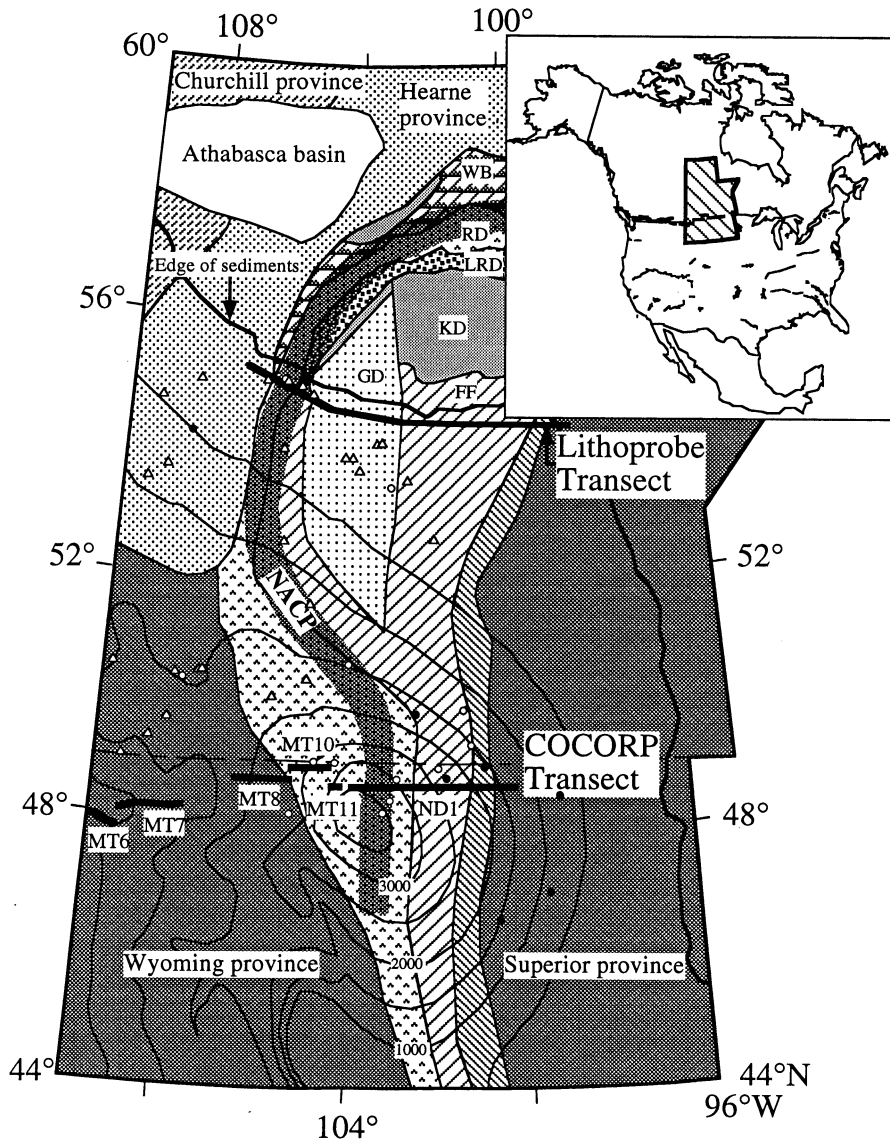 108°
100°
60°
Churchill province
Hearne
province
Athabasca basin
WB
RD
Edge of sediments
LRD
56°
KD
GD
FF
Lithoprobe
Transect
52°
52°
NACP
MT10
COCORP
Transect
48°
MT8
MT11
ND1
48°
MT6
MT7
3000
Wyoming province
2000
Superior province
1000
44°
44°N
96°W
104°